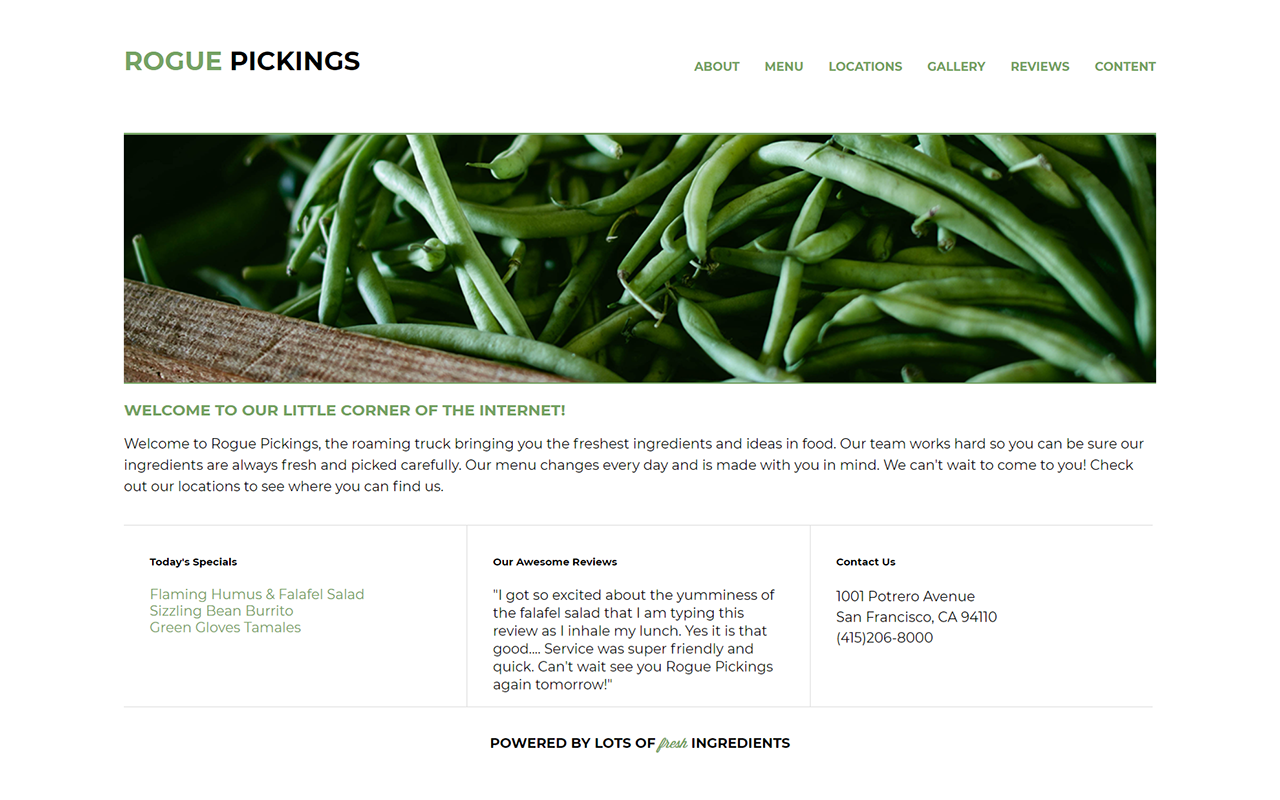 ROGUE PICKINGS
ABOUT MENU LOCATIONS GALLERY REVIEWS CONTENT
WELCOME TO OUR LITTLE CORNER OF THE INTERNET!
Welcome to Rogue Pickings, the roaming truck bringing you the freshest ingredients and ideas in food. Our team works hard so you can be sure our
ingredients are always fresh and picked carefully. Our menu changes every day and is made with you in mind. We can't wait to come to you! Check
out our locations to see where you can find us.
Today's Specials
Flaming Humus & Falafel Salad
Sizzling Bean Burrito
Green Gloves Tamales
Our Awesome Reviews
"I got so excited about the yumminess of
the falafel salad that I am typing this
review as I inhale my lunch. Yes it is that
good.... Service was super friendly and
quick. Can't wait see you Rogue Pickings
again tomorrow!"
Contact Us
1001 Potrero Avenue
San Francisco, CA 94110
(415)206-8000
POWERED BY LOTS OF fresh INGREDIENTS